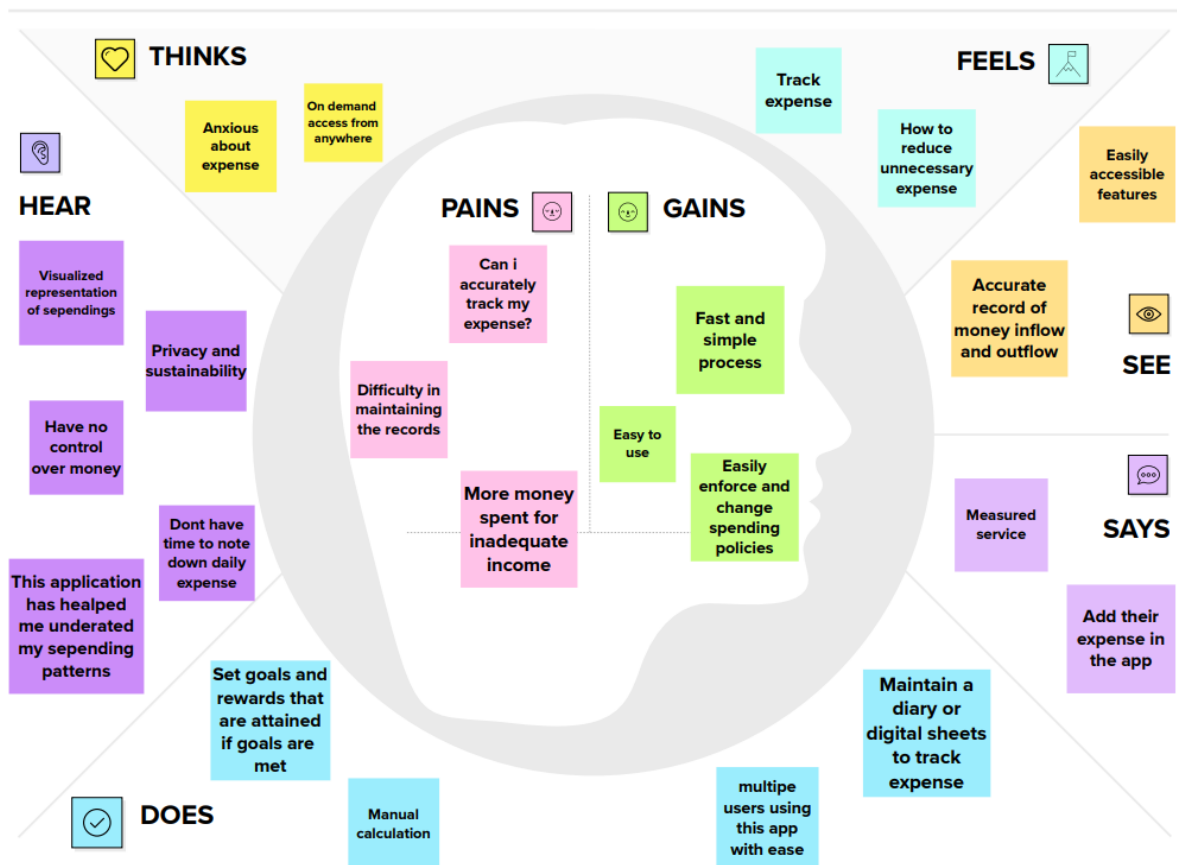 THINKS
Anxious
about
expense
On demand
access from
anywhere
FEELS
Track
expense
How to
reduce
unnecessary
expense
HEAR
Visualized
representation
of sependings
Privacy and
sustainability
Have no
control
over money
Dont have
time to note
down daily
expense
This application
has healped
me underated
my sepending
patterns
PAINS
Can i
accurately
track my
expense?
Difficulty in
maintaining
the records
More money
spent for
inadequate
income
GAINS
Fast and
simple
process
Easy to
use
Easily
enforce and
change
spending
policies
Easily
accessible
features
Accurate
record of
money inflow
and outflow
SEE
Measured
service
SAYS
Add their
expense in
the app
Set goals and
rewards that
are attained
if goals are
met
DOES
Manual
calculation
multipe
users using
this app
with ease
Maintain a
diary or
digital sheets
to track
expense